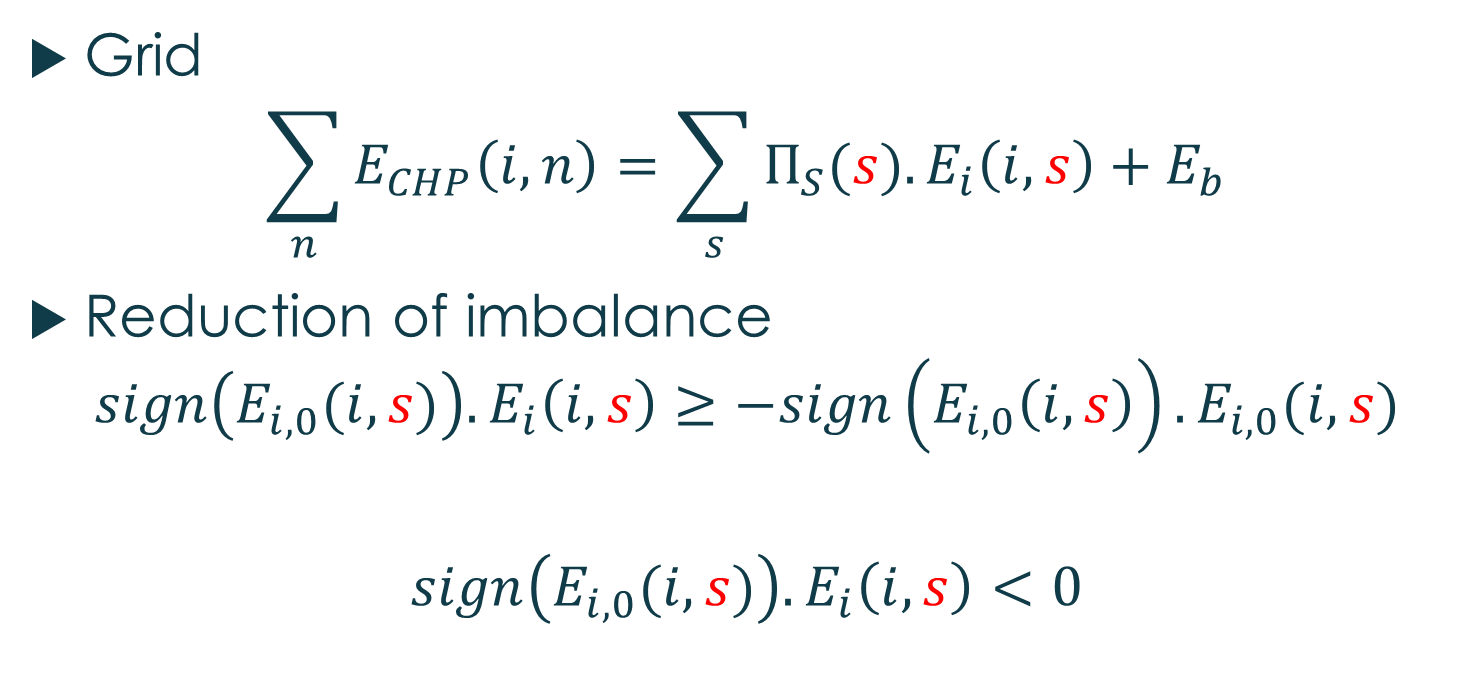 ▶ Grid
∑_n E_CHP(i, n) = ∑_s Π_S(s). E_i(i, s) + E_b
▶ Reduction of imbalance
sign(E_{i,0}(i, s)). E_i(i, s) ≥ −sign(E_{i,0}(i, s)). E_{i,0}(i, s)
sign(E_{i,0}(i, s)). E_i(i, s) < 0